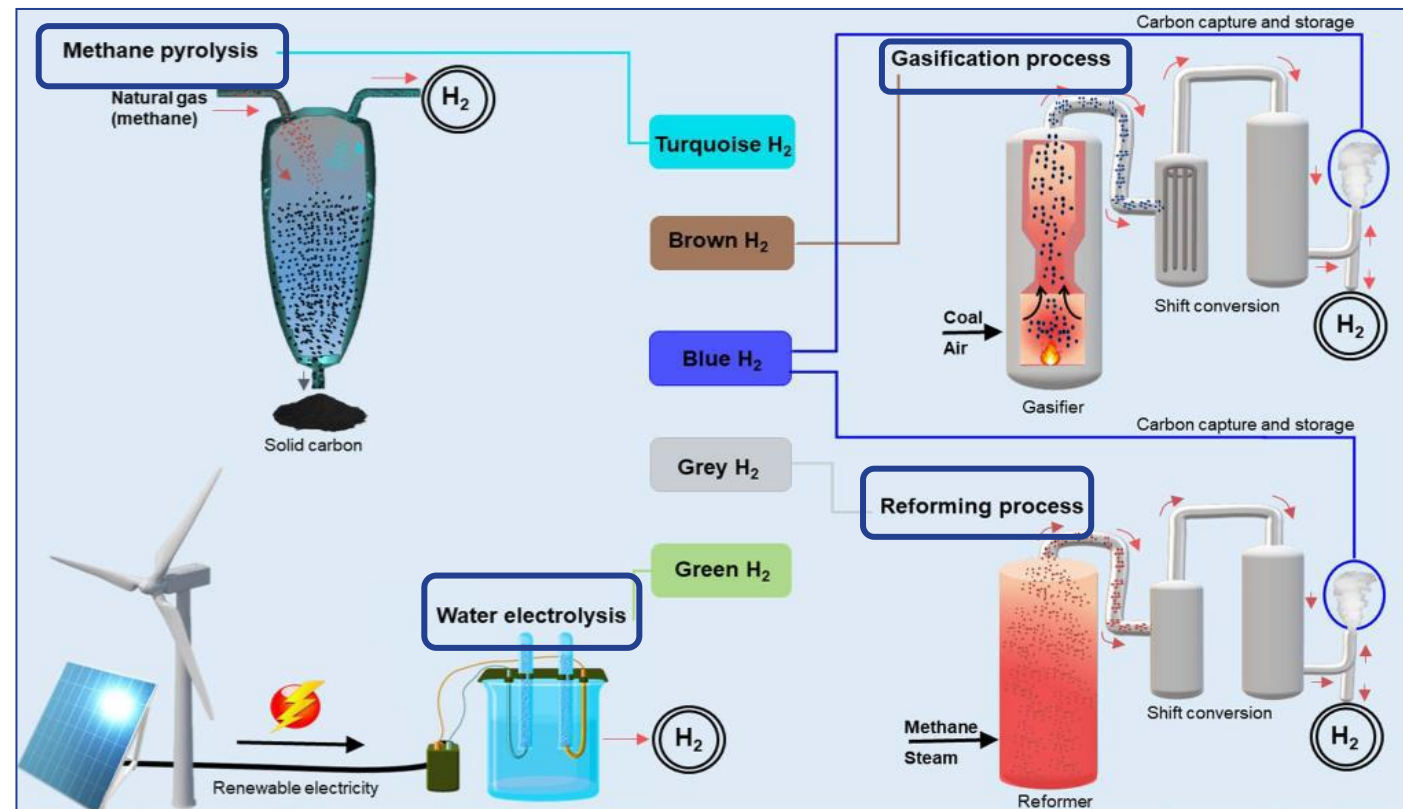 Methane pyrolysis
Natural gas
(methane)
H₂
Solid carbon
Turquoise H₂
Brown H₂
Blue H₂
Grey H₂
Green H₂
Carbon capture and storage
Gasification process
Coal
Air
Gasifier
Shift conversion
H₂
Carbon capture and storage
Reforming process
Methane
Steam
Reformer
Shift conversion
H₂
Water electrolysis
Renewable electricity
H₂